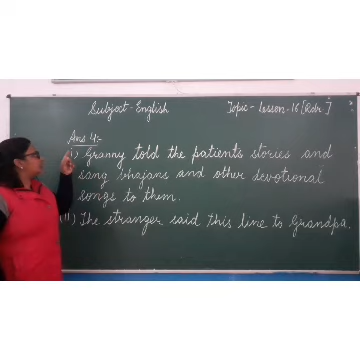 Subject - English
Topic - Lesson - 16 [Rdr.]
Ans 4:-
(i) Granny told the patients stories and
sang bhajans and other devotional
songs to them.
(ii) The stranger said this line to Grandpa.